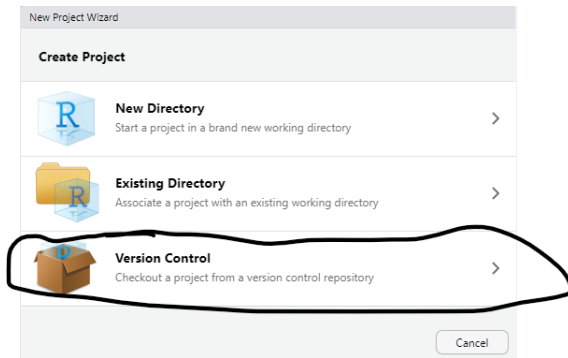 New Project Wizard
Create Project
R
New Directory
Start a project in a brand new working directory
R
Existing Directory
Associate a project with an existing working directory
Version Control
Checkout a project from a version control repository
Cancel